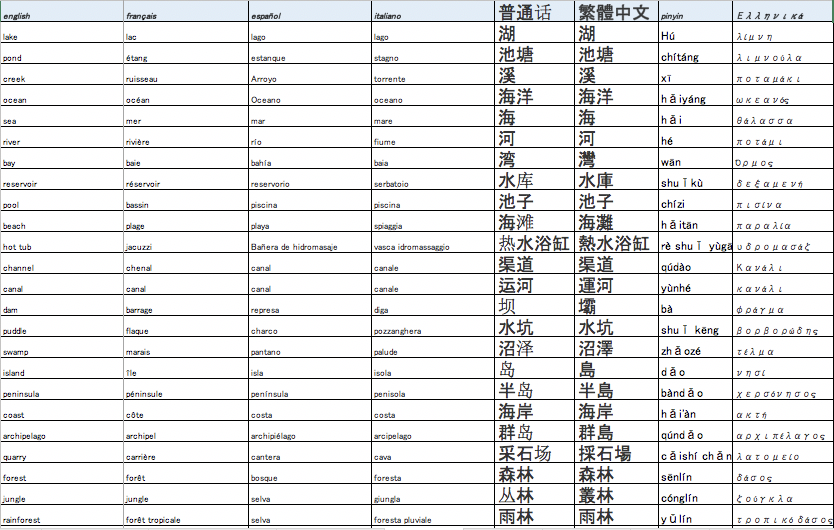 english français español italiano 普通话 繁體中文 pinyin Ελληνικά
lake lac lago lago 湖 湖 Hú λίμνη
pond étang estanque stagno 池塘 池塘 chítáng λιμνούλα
creek ruisseau Arroyo torrente 溪 溪 xī ποταμάκι
ocean océan Oceano oceano 海洋 海洋 hǎiyáng ωκεανός
sea mer mar mare 海 海 hǎi θάλασσα
river rivière río fiume 河 河 hé ποτάμι
bay baie bahía baia 湾 灣 wān Όρμος
reservoir réservoir reservorio serbatoio 水库 水庫 shuǐkù δεξαμενή
pool bassin piscina piscina 池子 池子 chízi πισίνα
beach plage playa spiaggia 海滩 海灘 hǎitān παραλία
hot tub jacuzzi Bañera de hidromasaje vasca idromassaggio 热水浴缸 熱水浴缸 rè shuǐ yùgā υδρομασάζ
channel chenal canal canale 渠道 渠道 qúdào Κανάλι
canal canal canal canale 运河 運河 yùnhé κανάλι
dam barrage represa diga 坝 壩 bà φράγμα
puddle flaque charco pozzanghera 水坑 水坑 shuǐ kēng βορβορώδης
swamp marais pantano palude 沼泽 沼澤 zhǎozé τέλμα
island île isla isola 岛 島 dǎo νησί
peninsula péninsule península penisola 半岛 半島 bàndǎo χερσόνησος
coast côte costa costa 海岸 海岸 hǎi'àn ακτή
archipelago archipel archipiélago arcipelago 群岛 群島 qúndǎo αρχιπέλαγος
quarry carrière cantera cava 采石场 採石場 cǎishí chǎn λατομείο
forest forêt bosque foresta 森林 森林 sēnlín δάσος
jungle jungle selva giungla 丛林 叢林 cónglín ζούγκλα
rainforest forêt tropicale selva foresta pluviale 雨林 雨林 yǔlín τροπικό δάσος